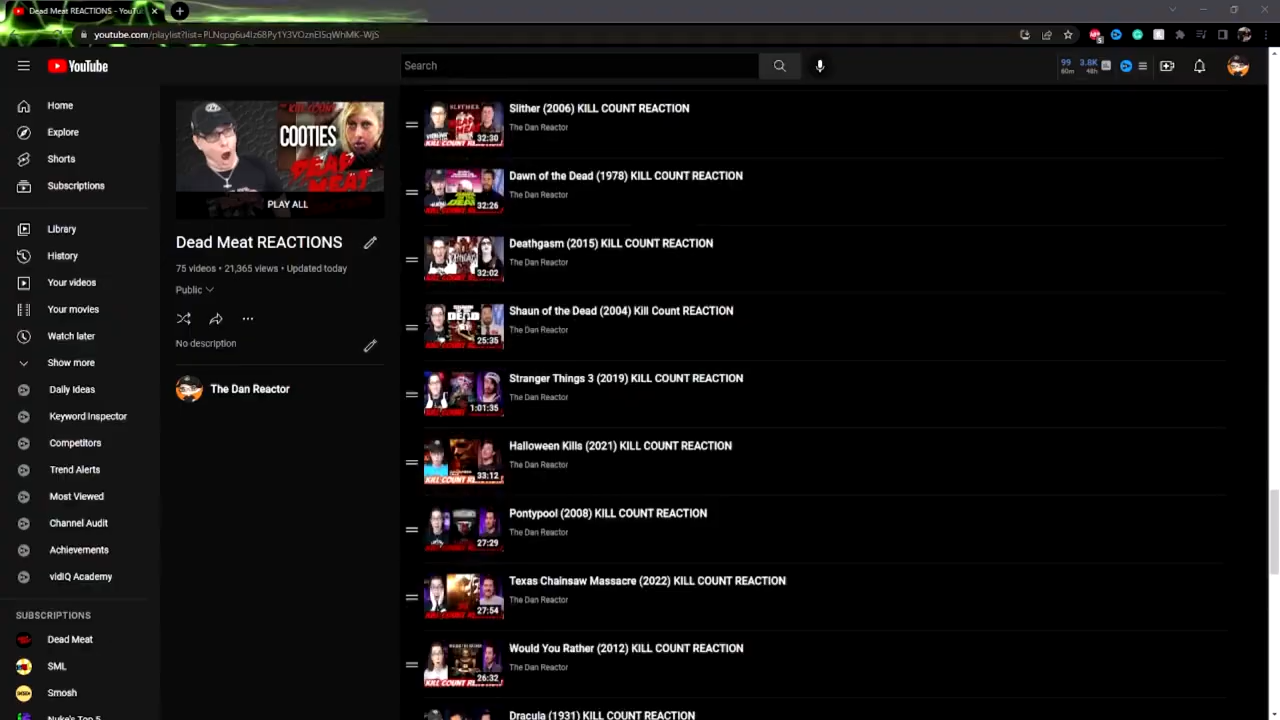 Dead Meat REACTIONS - YouTu
youtube.com/playlist?list=
YouTube
Search
99
60m
3.8K
48h
Home
Explore
Shorts
Subscriptions
Library
History
Your videos
Your movies
Watch later
Show more
Daily Ideas
Keyword Inspector
Competitors
Trend Alerts
Most Viewed
Channel Audit
Achievements
vidIQ Academy
SUBSCRIPTIONS
Dead Meat
SML
Smosh
Nuke's Top 5
COOTIES
DEAD MEAT
PLAY ALL
Dead Meat REACTIONS
75 videos • 21,365 views • Updated today
Public
No description
The Dan Reactor
Slither (2006) KILL COUNT REACTION
The Dan Reactor
32:30
Dawn of the Dead (1978) KILL COUNT REACTION
The Dan Reactor
32:26
Deathgasm (2015) KILL COUNT REACTION
The Dan Reactor
32:02
Shaun of the Dead (2004) Kill Count REACTION
The Dan Reactor
25:35
Stranger Things 3 (2019) KILL COUNT REACTION
The Dan Reactor
1:01:35
Halloween Kills (2021) KILL COUNT REACTION
The Dan Reactor
33:12
Pontypool (2008) KILL COUNT REACTION
The Dan Reactor
27:29
Texas Chainsaw Massacre (2022) KILL COUNT REACTION
The Dan Reactor
27:54
Would You Rather (2012) KILL COUNT REACTION
The Dan Reactor
26:32
Dracula (1931) KILL COUNT REACTION